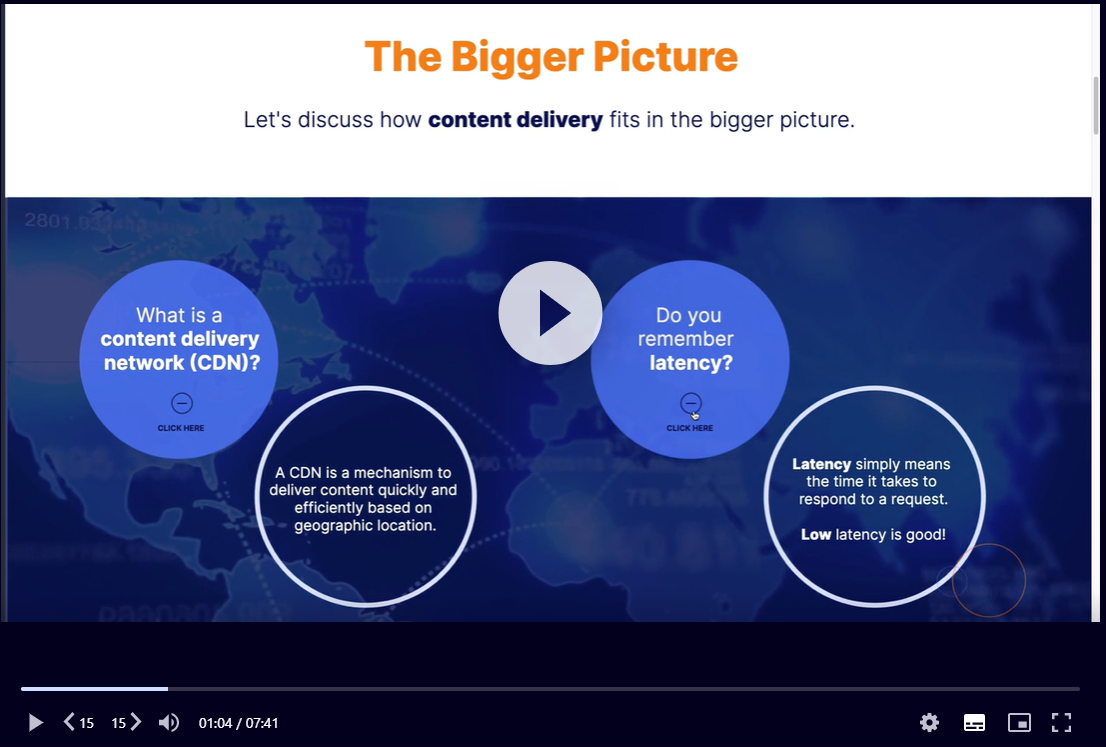 The Bigger Picture
Let's discuss how content delivery fits in the bigger picture.
What is a
content delivery
network (CDN)?
CLICK HERE
A CDN is a mechanism to
deliver content quickly and
efficiently based on
geographic location.
Do you
remember
latency?
CLICK HERE
Latency simply means
the time it takes to
respond to a request.
Low latency is good!
15
15
01:04 / 07:41